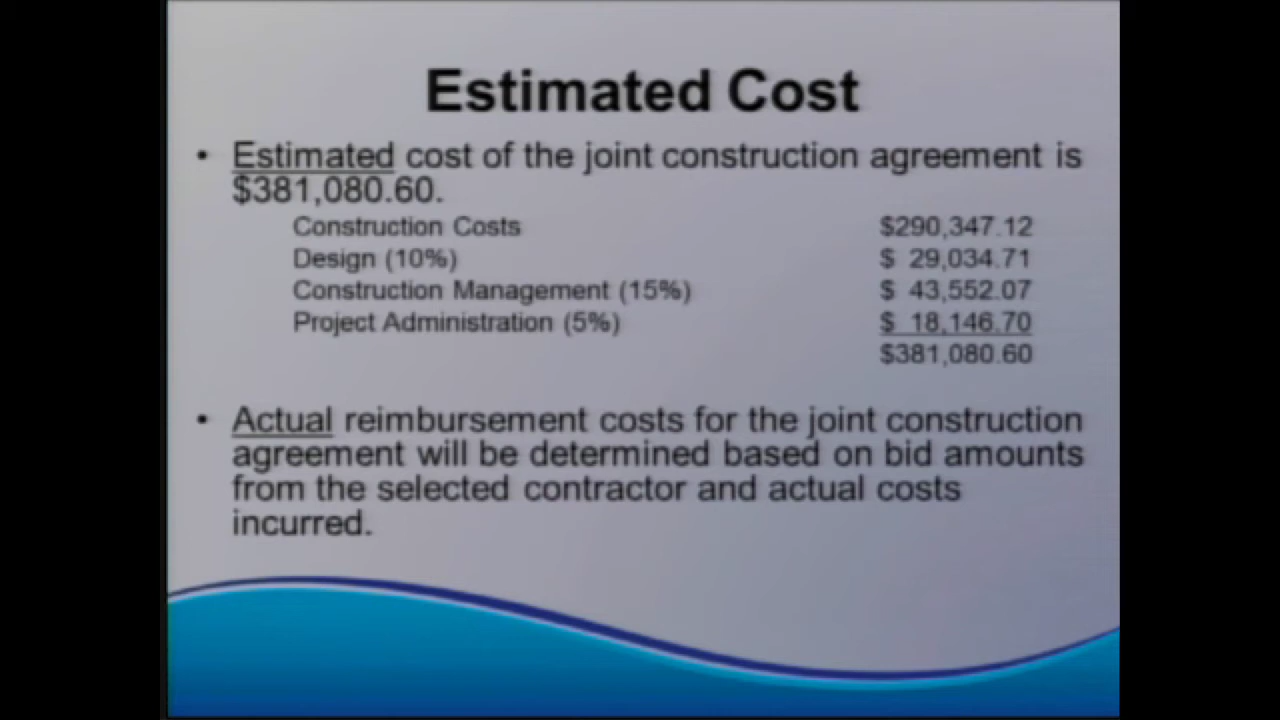 Estimated Cost
• Estimated cost of the joint construction agreement is
$381,080.60.
Construction Costs $290,347.12
Design (10%) $ 29,034.71
Construction Management (15%) $ 43,552.07
Project Administration (5%) $ 18,146.70
$381,080.60
• Actual reimbursement costs for the joint construction
agreement will be determined based on bid amounts
from the selected contractor and actual costs
incurred.